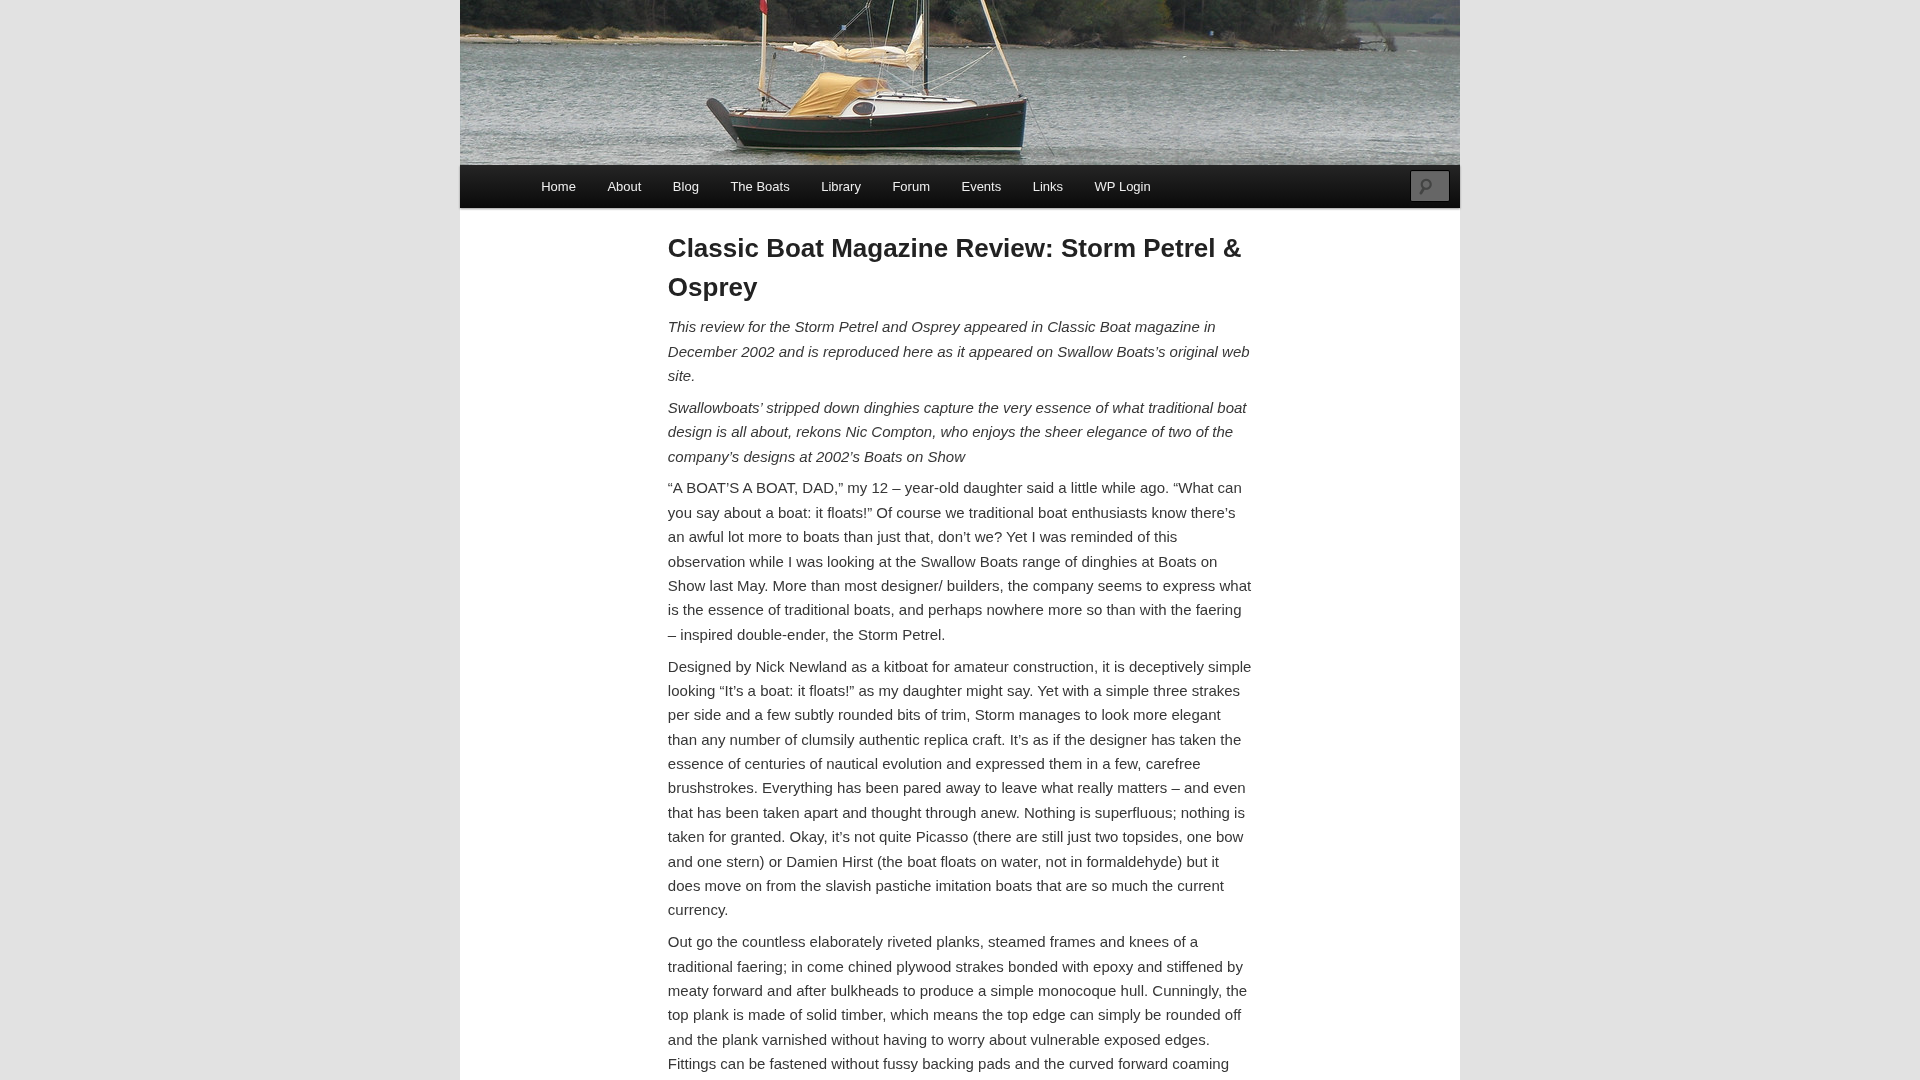 Home About Blog The Boats Library Forum Events Links WP Login
Classic Boat Magazine Review: Storm Petrel &
Osprey
This review for the Storm Petrel and Osprey appeared in Classic Boat magazine in
December 2002 and is reproduced here as it appeared on Swallow Boats’s original web
site.
Swallowboats’ stripped down dinghies capture the very essence of what traditional boat
design is all about, rekons Nic Compton, who enjoys the sheer elegance of two of the
company’s designs at 2002’s Boats on Show
“A BOAT’S A BOAT, DAD,” my 12 – year-old daughter said a little while ago. “What can
you say about a boat: it floats!” Of course we traditional boat enthusiasts know there’s
an awful lot more to boats than just that, don’t we? Yet I was reminded of this
observation while I was looking at the Swallow Boats range of dinghies at Boats on
Show last May. More than most designer/ builders, the company seems to express what
is the essence of traditional boats, and perhaps nowhere more so than with the faering
– inspired double-ender, the Storm Petrel.
Designed by Nick Newland as a kitboat for amateur construction, it is deceptively simple
looking “It’s a boat: it floats!” as my daughter might say. Yet with a simple three strakes
per side and a few subtly rounded bits of trim, Storm manages to look more elegant
than any number of clumsily authentic replica craft. It’s as if the designer has taken the
essence of centuries of nautical evolution and expressed them in a few, carefree
brushstrokes. Everything has been pared away to leave what really matters – and even
that has been taken apart and thought through anew. Nothing is superfluous; nothing is
taken for granted. Okay, it’s not quite Picasso (there are still just two topsides, one bow
and one stern) or Damien Hirst (the boat floats on water, not in formaldehyde) but it
does move on from the slavish pastiche imitation boats that are so much the current
currency.
Out go the countless elaborately riveted planks, steamed frames and knees of a
traditional faering; in come chined plywood strakes bonded with epoxy and stiffened by
meaty forward and after bulkheads to produce a simple monocoque hull. Cunningly, the
top plank is made of solid timber, which means the top edge can simply be rounded off
and the plank varnished without having to worry about vulnerable exposed edges.
Fittings can be fastened without fussy backing pads and the curved forward coaming